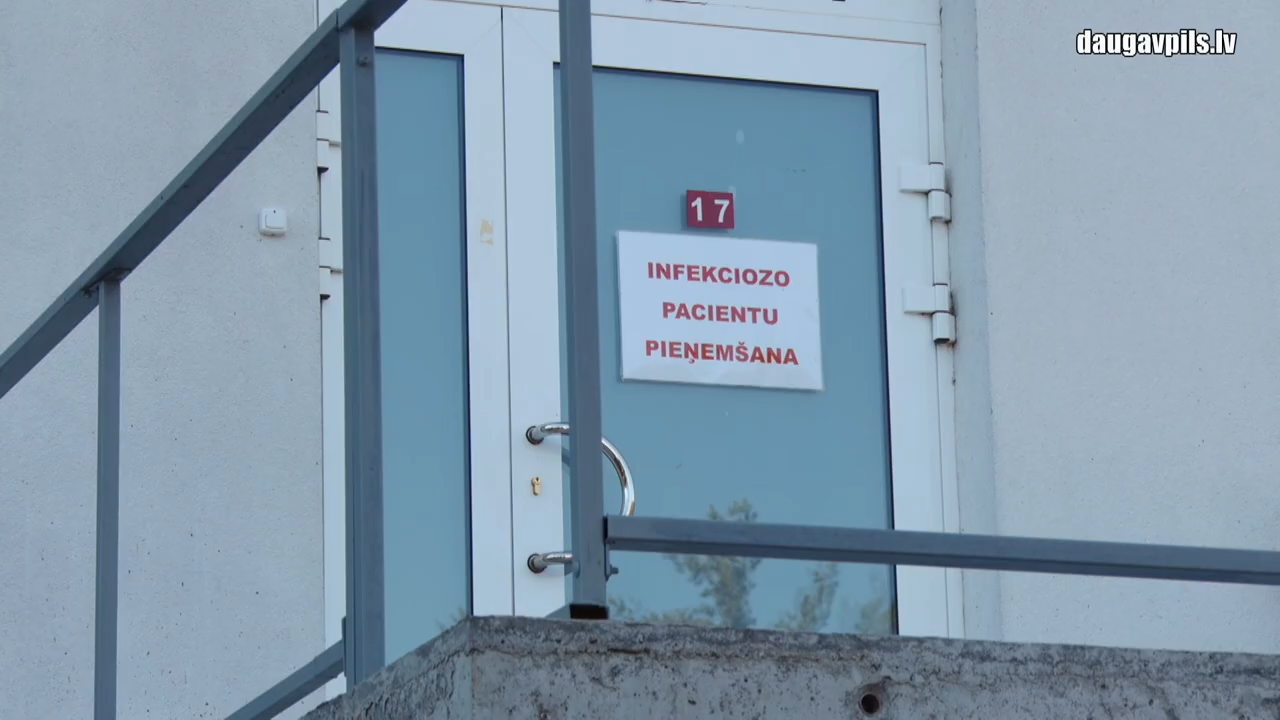 daugavpils.lv
17
INFEKCIOZO
PACIENTU
PIEŅEMŠANA